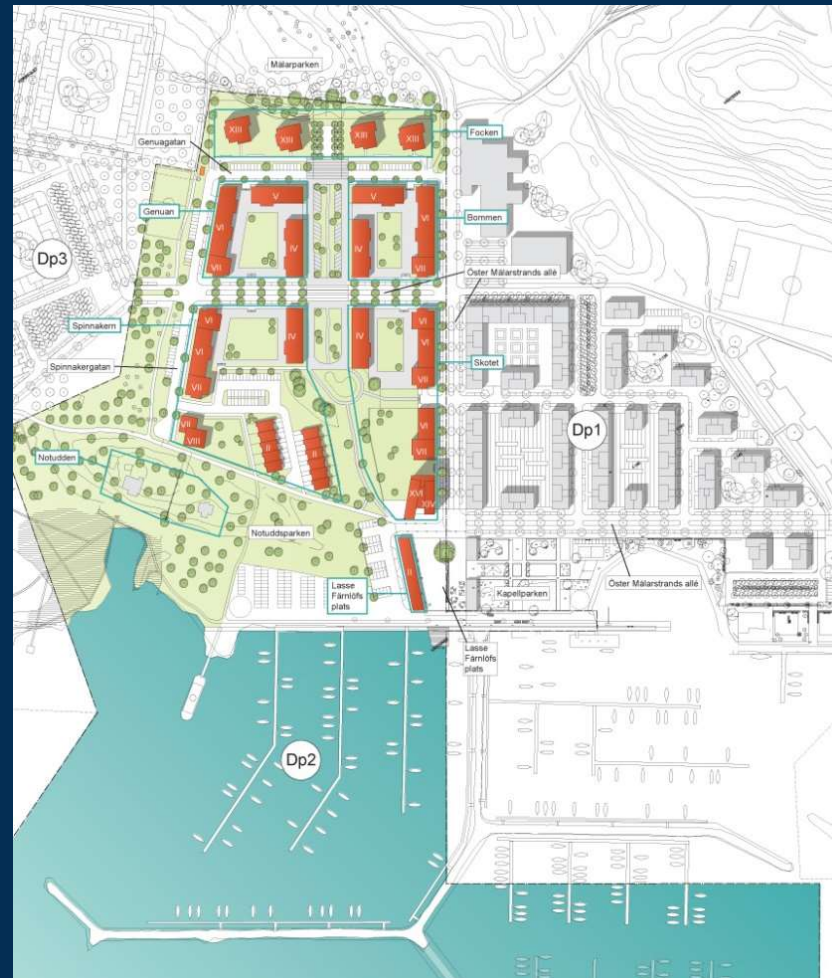 Mälarparken
XIII
XIII
XIII
XIII
Focken
Genuagatan
V
V
Genuan
Bommen
VI
IV
IV
VI
VII
VII
Dp3
Öster Mälarstrands allé
Spinnakern
VI
IV
IV
VI
VI
VI
Spinnakergatan
VII
VII
Skotet
VII
VIII
II
II
VI
VII
Dp1
Notudden
XVI
XIV
Notuddsparken
II
Öster Mälarstrands allé
Lasse
Färnlöfs
plats
Kapellparken
Lasse
Färnlöfs
plats
Dp2